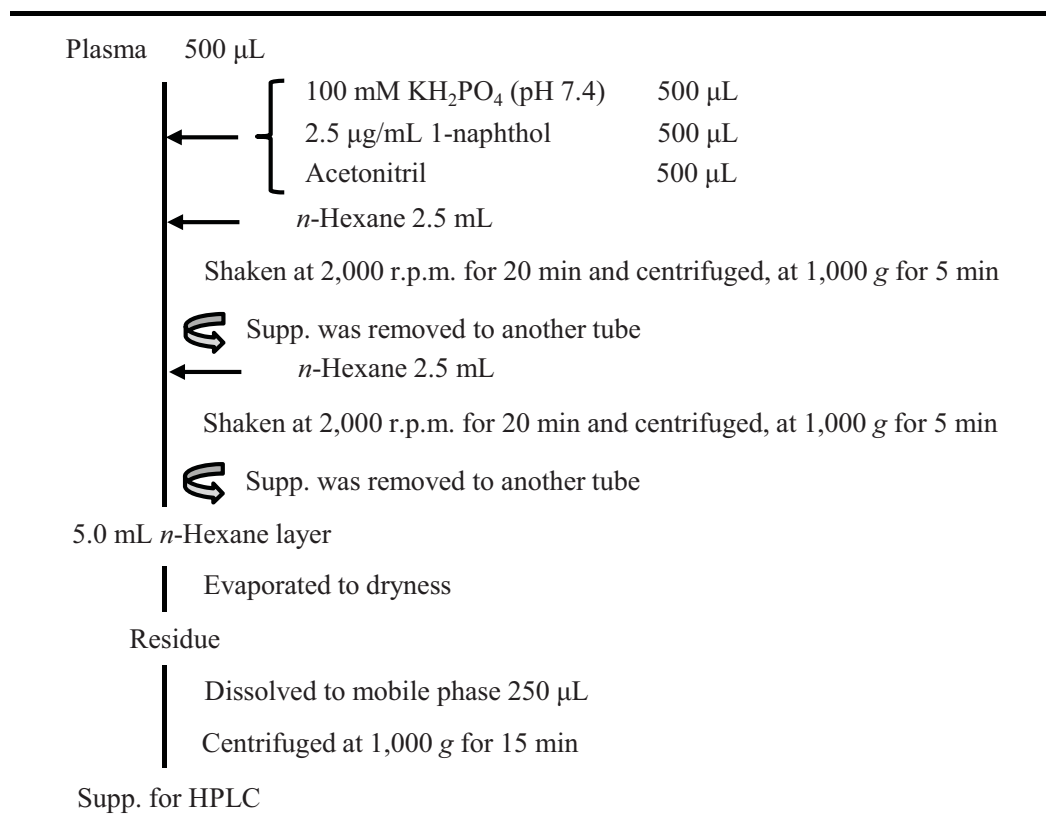 Plasma 500 μL
100 mM KH₂PO₄ (pH 7.4) 500 μL
2.5 μg/mL 1-naphthol 500 μL
Acetonitril 500 μL
n-Hexane 2.5 mL
Shaken at 2,000 r.p.m. for 20 min and centrifuged, at 1,000 g for 5 min
Supp. was removed to another tube
n-Hexane 2.5 mL
Shaken at 2,000 r.p.m. for 20 min and centrifuged, at 1,000 g for 5 min
Supp. was removed to another tube
5.0 mL n-Hexane layer
Evaporated to dryness
Residue
Dissolved to mobile phase 250 μL
Centrifuged at 1,000 g for 15 min
Supp. for HPLC